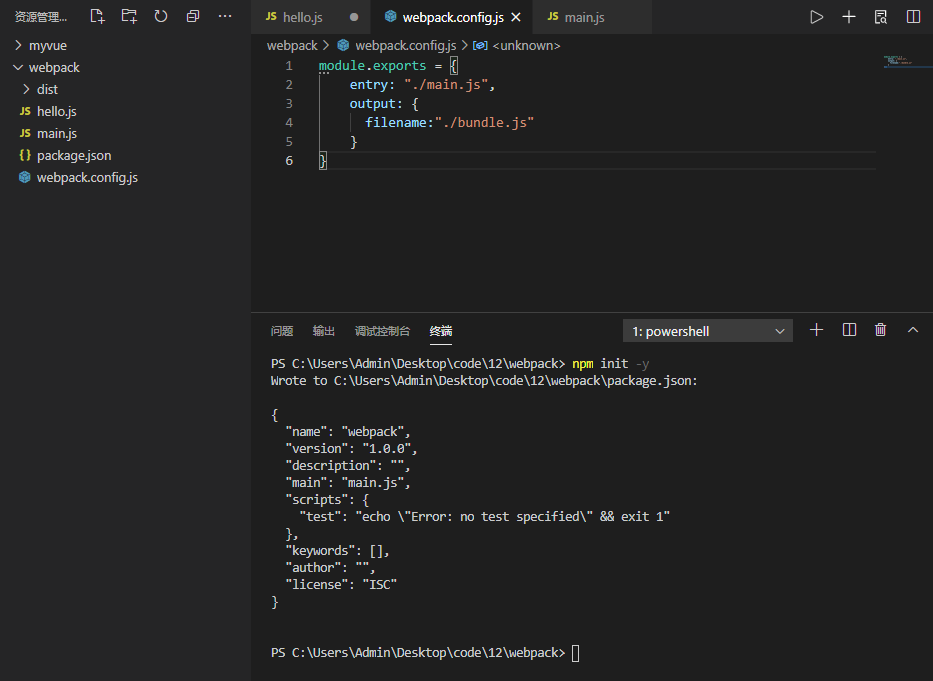 资源管理...
myvue
webpack
dist
JS hello.js
JS main.js
{} package.json
webpack.config.js
JS hello.js
webpack.config.js
JS main.js
webpack > webpack.config.js > <unknown>
1 module.exports = {
2 entry: "./main.js",
3 output: {
4 filename:"./bundle.js"
5 }
6 }
问题 输出 调试控制台 终端
1: powershell
PS C:\Users\Admin\Desktop\code\12\webpack> npm init -y
Wrote to C:\Users\Admin\Desktop\code\12\webpack\package.json:
{
"name": "webpack",
"version": "1.0.0",
"description": "",
"main": "main.js",
"scripts": {
"test": "echo \"Error: no test specified\" && exit 1"
},
"keywords": [],
"author": "",
"license": "ISC"
}
PS C:\Users\Admin\Desktop\code\12\webpack>